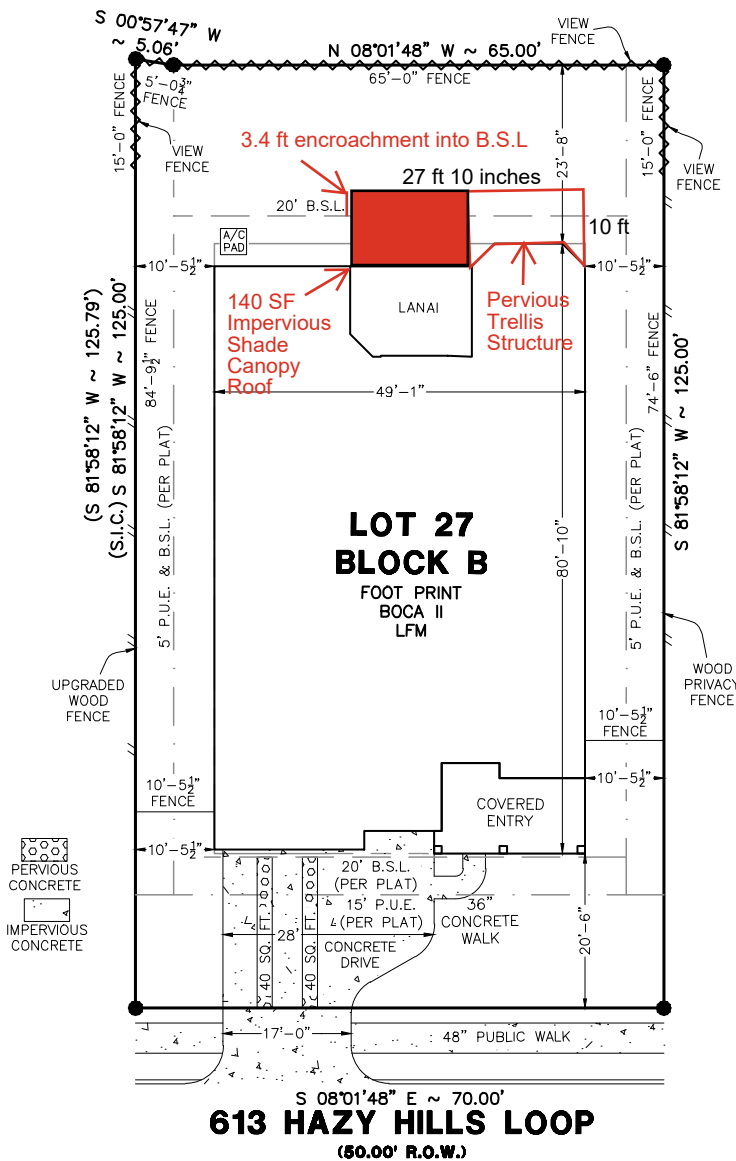 S 00°57'47" W
~ 5.06'
N 08°01'48" W ~ 65.00'
VIEW
FENCE
5'-0¾"
FENCE
65'-0" FENCE
15'-0" FENCE
VIEW
FENCE
15'-0" FENCE
VIEW
FENCE
3.4 ft encroachment into B.S.L
27 ft 10 inches
23'-8"
20' B.S.L.
10 ft
A/C
PAD
10'-5½"
10'-5½"
LANAI
140 SF
Impervious
Shade
Canopy
Roof
Pervious
Trellis
Structure
49'-1"
(S 81°58'12" W ~ 125.79')
(S.I.C.) S 81°58'12" W ~ 125.00'
84'-9½" FENCE
74'-6" FENCE
S 81°58'12" W ~ 125.00'
5' P.U.E. & B.S.L. (PER PLAT)
5' P.U.E. & B.S.L. (PER PLAT)
80'-10"
LOT 27
BLOCK B
FOOT PRINT
BOCA II
LFM
UPGRADED
WOOD
FENCE
WOOD
PRIVACY
FENCE
10'-5½"
FENCE
10'-5½"
10'-5½"
FENCE
COVERED
ENTRY
10'-5½"
PERVIOUS
CONCRETE
IMPERVIOUS
CONCRETE
20' B.S.L.
(PER PLAT)
15' P.U.E.
(PER PLAT)
36"
CONCRETE
WALK
28'
CONCRETE
DRIVE
40 SQ. FT.
40 SQ. FT.
20'-6"
17'-0"
48" PUBLIC WALK
S 08°01'48" E ~ 70.00'
613 HAZY HILLS LOOP
(50.00' R.O.W.)